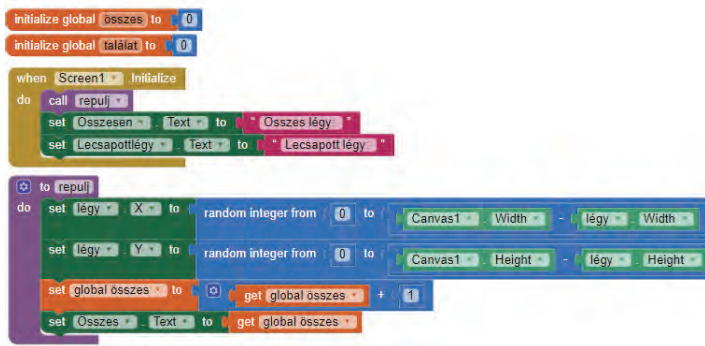 initialize global összes to 0
initialize global találat to 0
when Screen1 .Initialize
do call repulj
set Osszesen . Text to " Összes légy: "
set Lecsapottlégy . Text to " Lecsapott légy: "
to repulj
do set légy . X to random integer from 0 to Canvas1 . Width - légy . Width
set légy . Y to random integer from 0 to Canvas1 . Height - légy . Height
set global összes to get global összes + 1
set Osszes . Text to get global összes